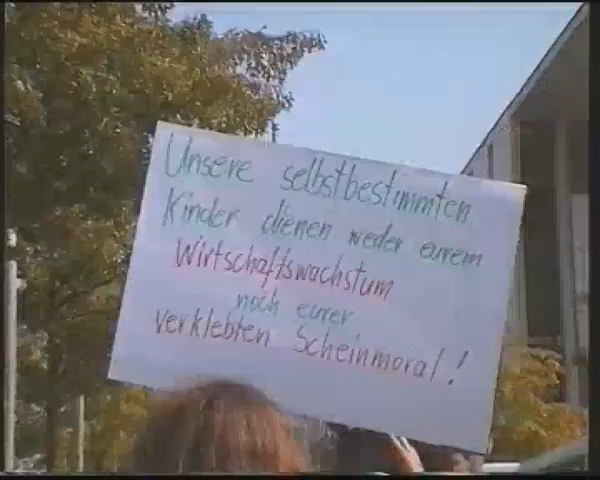 Unsere selbstbestimmten
Kinder dienen weder eurem
Wirtschaftswachstum
noch eurer
verklebten Scheinmoral!